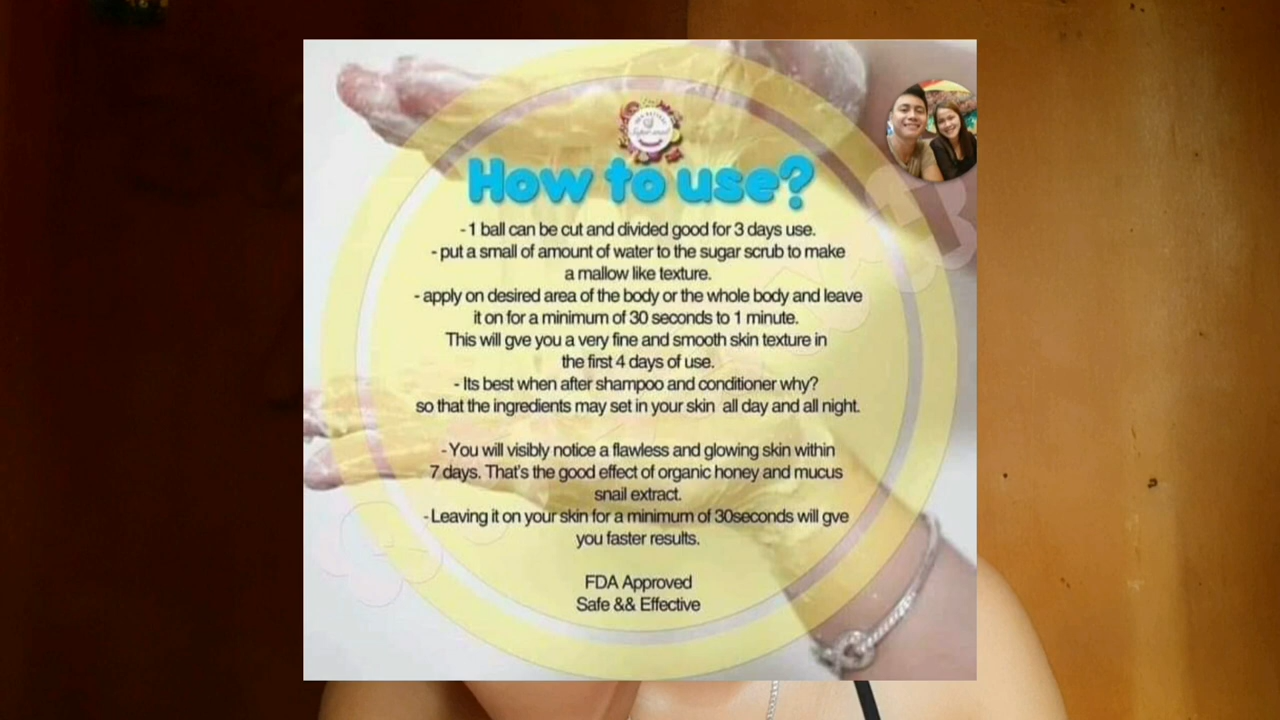 How to use?
- 1 ball can be cut and divided good for 3 days use.
- put a small of amount of water to the sugar scrub to make
a mallow like texture.
- apply on desired area of the body or the whole body and leave
it on for a minimum of 30 seconds to 1 minute.
This will gve you a very fine and smooth skin texture in
the first 4 days of use.
- Its best when after shampoo and conditioner why?
so that the ingredients may set in your skin all day and all night.
- You will visibly notice a flawless and glowing skin within
7 days. That's the good effect of organic honey and mucus
snail extract.
- Leaving it on your skin for a minimum of 30seconds will gve
you faster results.
FDA Approved
Safe && Effective